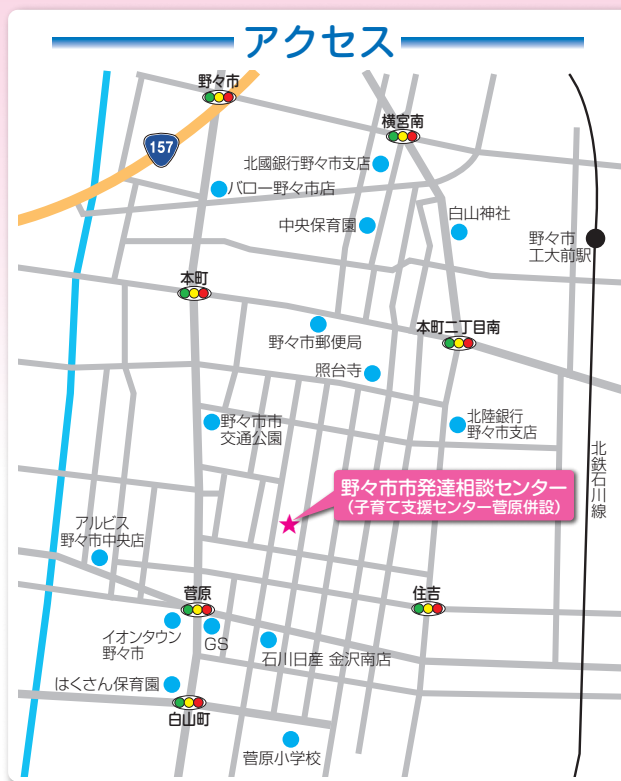 アクセス
野々市
157
横宮南
北國銀行野々市支店
バロー野々市店
中央保育園
白山神社
野々市
工大前駅
本町
野々市郵便局
本町二丁目南
照台寺
野々市市
交通公園
北陸銀行
野々市支店
北鉄石川線
野々市市発達相談センター
(子育て支援センター菅原併設)
アルビス
野々市中央店
菅原
住吉
イオンタウン
野々市
GS
石川日産 金沢南店
はくさん保育園
白山町
菅原小学校